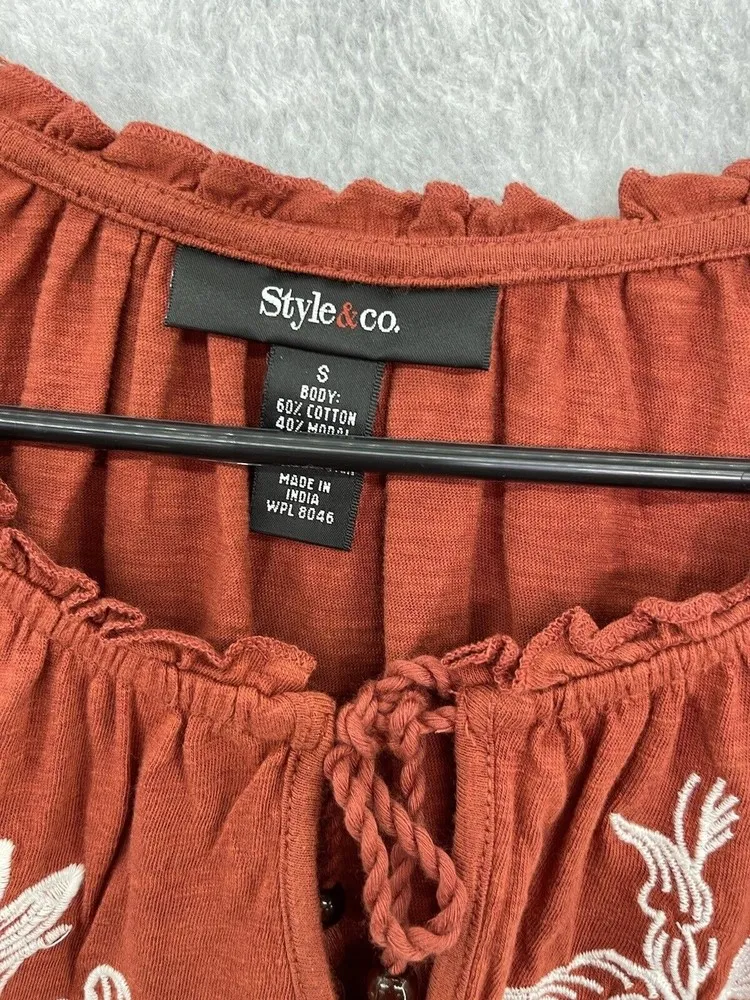 Style&co.
S
BODY:
60% COTTON
40% MODAL
MADE IN
INDIA
WPL 8046